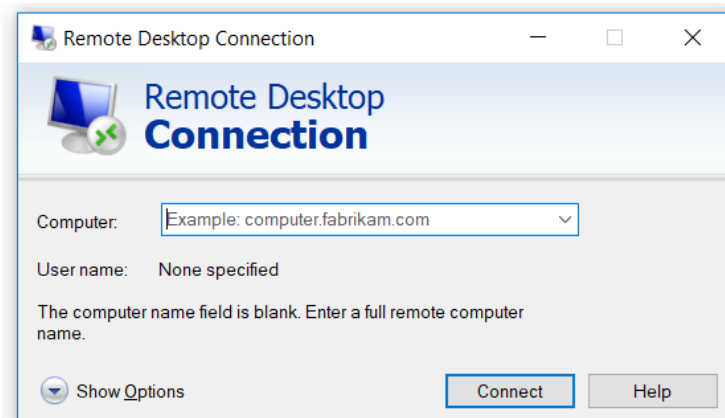 Remote Desktop Connection
Remote Desktop
Connection
Computer:
Example: computer.fabrikam.com
User name:
None specified
The computer name field is blank. Enter a full remote computer
name.
Show Options
Connect
Help